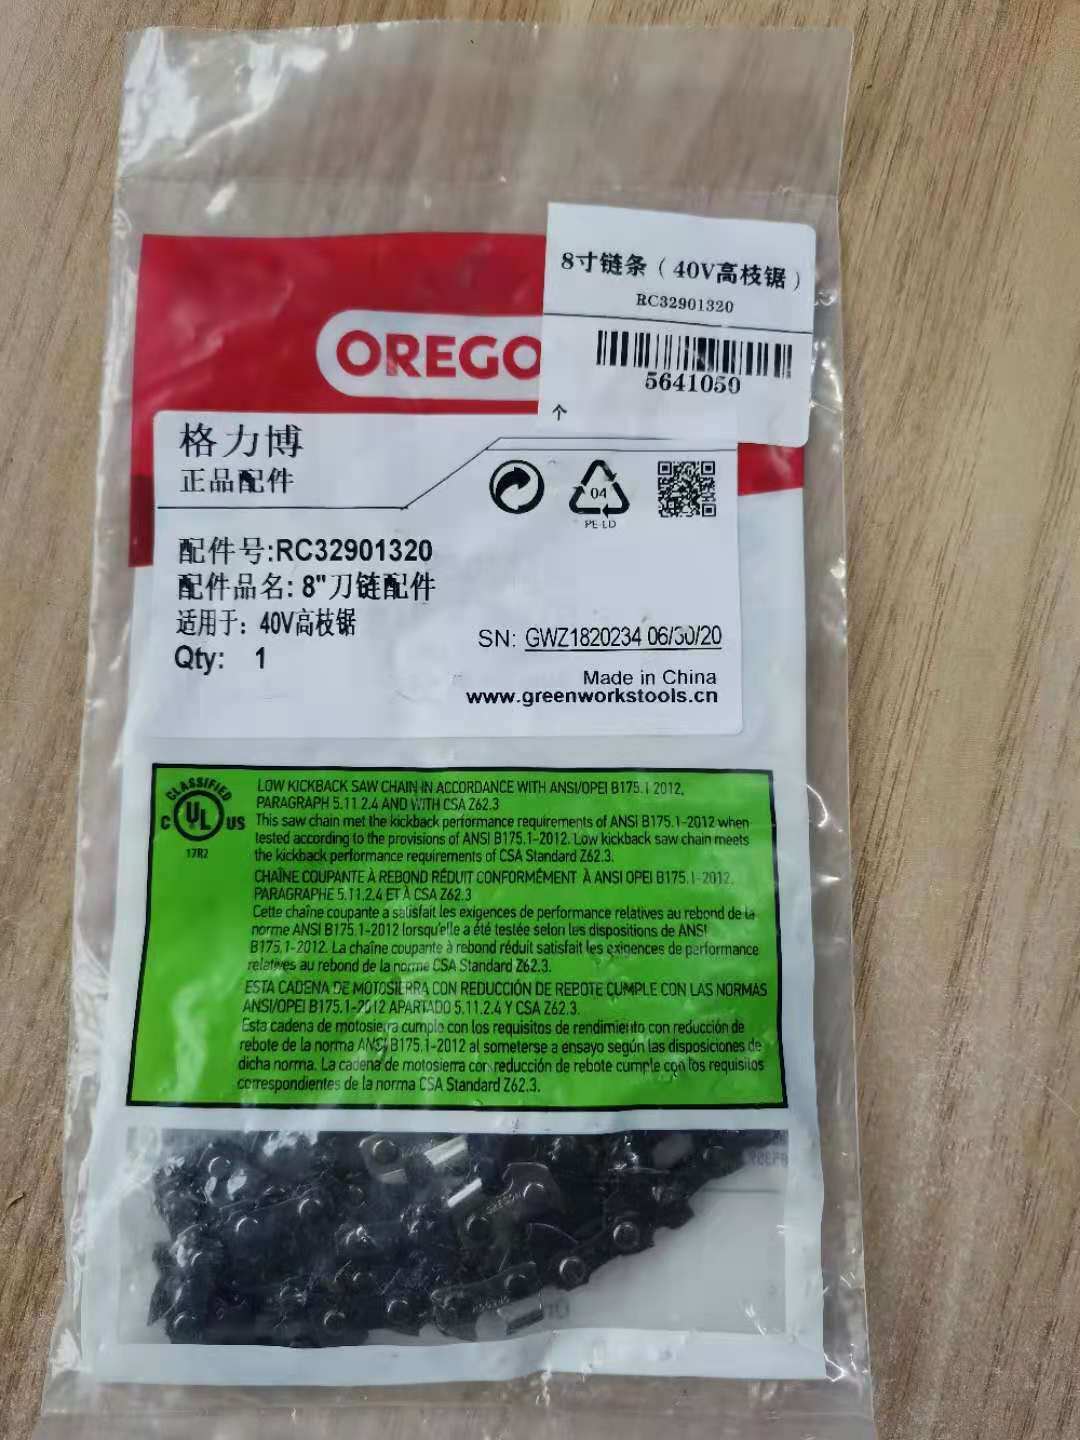 8寸链条（40V高枝锯）
RC32901320
5641050
个
OREGO
格力博
正品配件
04
PE-LD
配件号:RC32901320
配件品名: 8"刀链配件
适用于: 40V高枝锯
Qty: 1
SN: GWZ1820234 06/30/20
Made in China
www.greenworkstools.cn
CLASSIFIED
C UL US
17R2
LOW KICKBACK SAW CHAIN IN ACCORDANCE WITH ANSI/OPEI B175.1 2012,
PARAGRAPH 5.11.2.4 AND WITH CSA Z62.3
This saw chain met the kickback performance requirements of ANSI B175.1-2012 when
tested according to the provisions of ANSI B175.1-2012. Low kickback saw chain meets
the kickback performance requirements of CSA Standard Z62.3.
CHAÎNE COUPANTE À REBOND RÉDUIT CONFORMÉMENT À ANSI OPEI B175.1-2012,
PARAGRAPHE 5.11.2.4 ET À CSA Z62.3
Cette chaîne coupante a satisfait les exigences de performance relatives au rebond de la
norme ANSI B175.1-2012 lorsqu'elle a été testée selon les dispositions de ANSI
B175.1-2012. La chaîne coupante à rebond réduit satisfait les exigences de performance
relatives au rebond de la norme CSA Standard Z62.3.
ESTA CADENA DE MOTOSIERRA CON REDUCCIÓN DE REBOTE CUMPLE CON LAS NORMAS
ANSI/OPEI B175.1-2012 APARTADO 5.11.2.4 Y CSA Z62.3.
Esta cadena de motosierra cumple con los requisitos de rendimiento con reducción de
rebote de la norma ANSI B175.1-2012 al someterse a ensayo según las disposiciones de
dicha norma. La cadena de motosierra con reducción de rebote cumple con los requisitos
correspondientes de la norma CSA Standard Z62.3.
OREGON